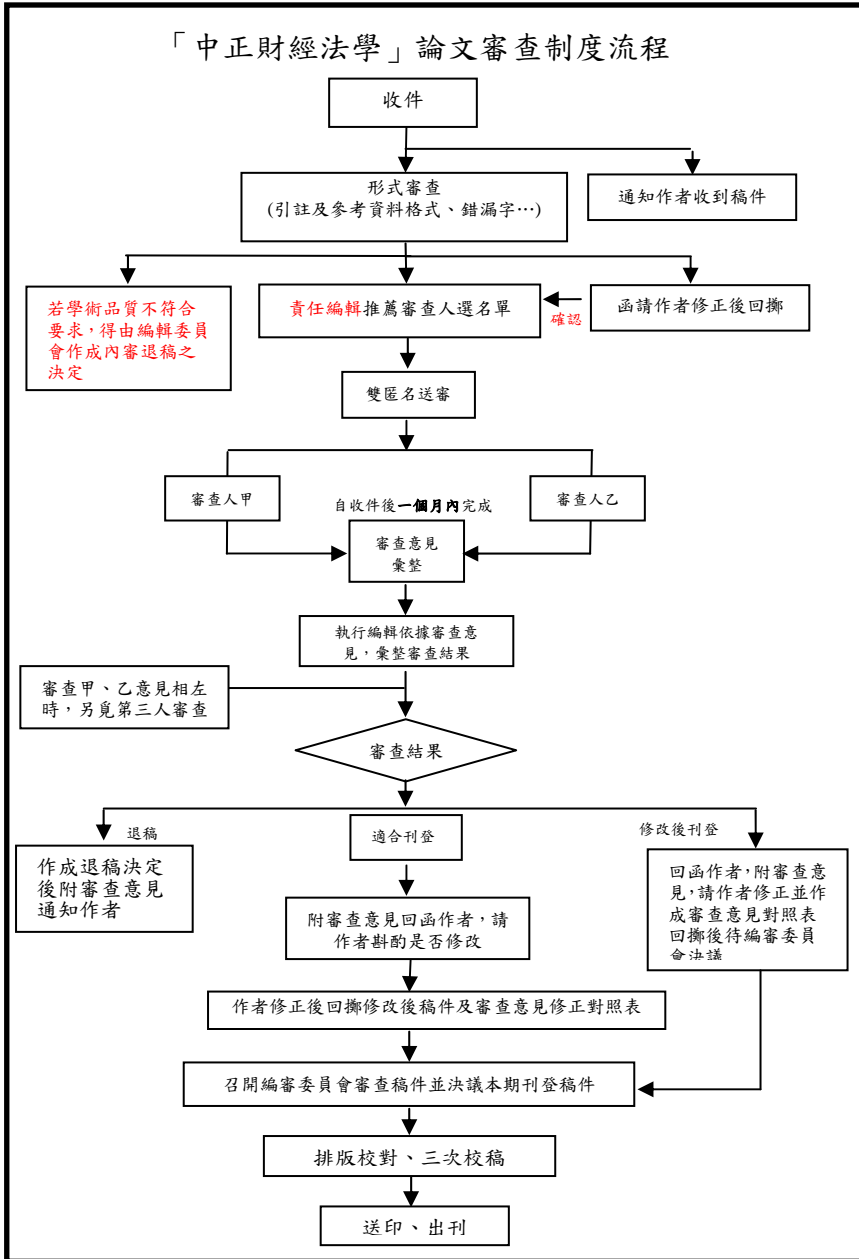 「中正財經法學」論文審查制度流程
收件
形式審查
(引註及參考資料格式、錯漏字…)
通知作者收到稿件
若學術品質不符合
要求，得由編輯委員
會作成內審退稿之
決定
責任編輯推薦審查人選名單
確認
函請作者修正後回擲
雙匿名送審
審查人甲
審查人乙
自收件後一個月內完成
審查意見
彙整
執行編輯依據審查意
見，彙整審查結果
審查甲、乙意見相左
時，另覓第三人審查
審查結果
退稿
作成退稿決定
後附審查意見
通知作者
適合刊登
修改後刊登
回函作者，附審查意
見，請作者修正並作
成審查意見對照表
回擲後待編審委員
會決議
附審查意見回函作者，請
作者斟酌是否修改
作者修正後回擲修改後稿件及審查意見修正對照表
召開編審委員會審查稿件並決議本期刊登稿件
排版校對、三次校稿
送印、出刊